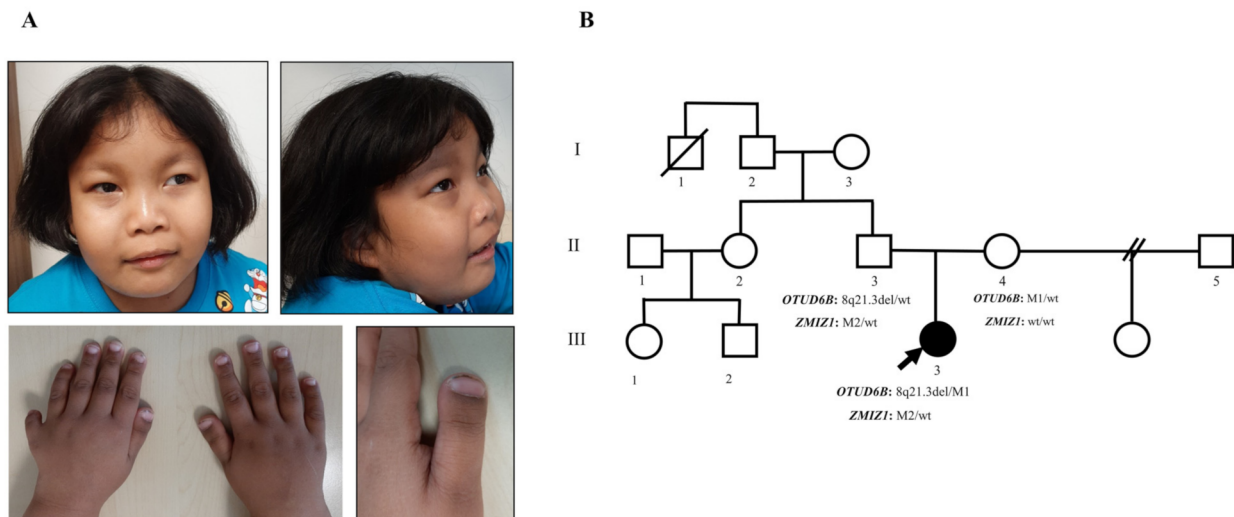 A
B
I
1
2
3
II
1
2
3
4
5
OTUD6B: 8q21.3del/wt
ZMIZ1: M2/wt
OTUD6B: M1/wt
ZMIZ1: wt/wt
III
1
2
3
OTUD6B: 8q21.3del/M1
ZMIZ1: M2/wt